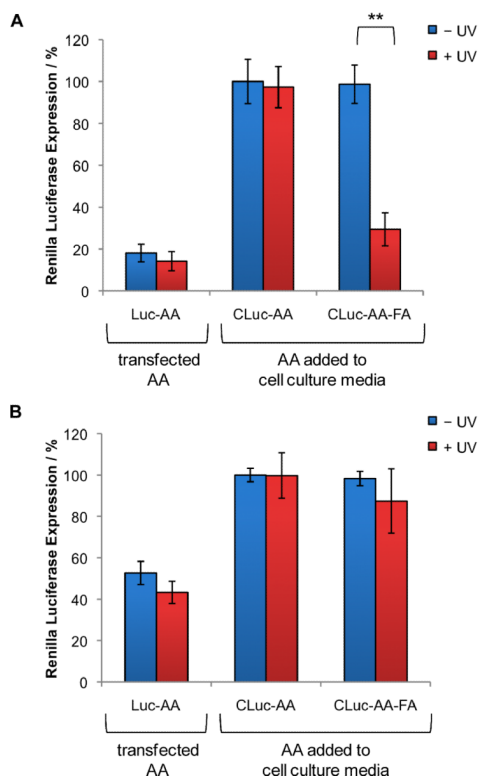 A
**
− UV
+ UV
Renilla Luciferase Expression / %
120
100
80
60
40
20
0
Luc-AA
CLuc-AA
CLuc-AA-FA
transfected
AA
AA added to
cell culture media
B
− UV
+ UV
Renilla Luciferase Expression / %
120
100
80
60
40
20
0
Luc-AA
CLuc-AA
CLuc-AA-FA
transfected
AA
AA added to
cell culture media